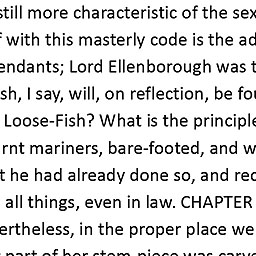 still more characteristic of the sex
with this masterly code is the ad
endants; Lord Ellenborough was t
sh, I say, will, on reflection, be fo
Loose-Fish? What is the principle
rnt mariners, bare-footed, and w
he had already done so, and rec
all things, even in law. CHAPTER
ertheless, in the proper place we
part of her stem-piece was carve